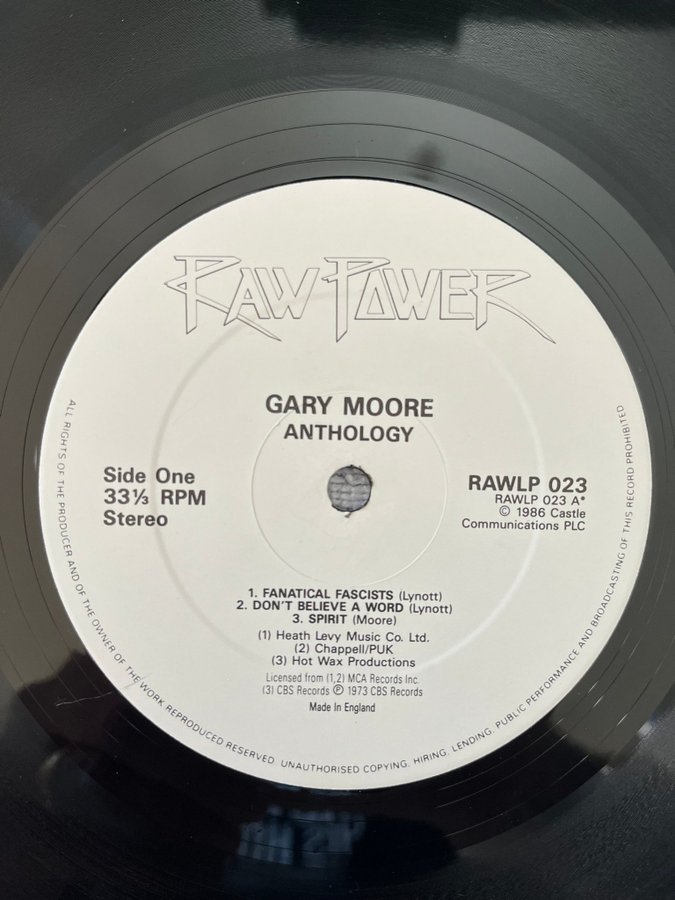 RAW POWER
GARY MOORE
ANTHOLOGY
Side One
33⅓ RPM
Stereo
RAWLP 023
RAWLP 023 A*
© 1986 Castle
Communications PLC
1. FANATICAL FASCISTS (Lynott)
2. DON'T BELIEVE A WORD (Lynott)
3. SPIRIT (Moore)
(1) Heath Levy Music Co. Ltd.
(2) Chappell/PUK
(3) Hot Wax Productions
Licensed from (1,2) MCA Records Inc.
(3) CBS Records ℗ 1973 CBS Records
Made In England
ALL RIGHTS OF THE PRODUCER AND OF THE OWNER OF THE WORK REPRODUCED RESERVED. UNAUTHORISED COPYING, HIRING, LENDING, PUBLIC PERFORMANCE AND BROADCASTING OF THIS RECORD PROHIBITED